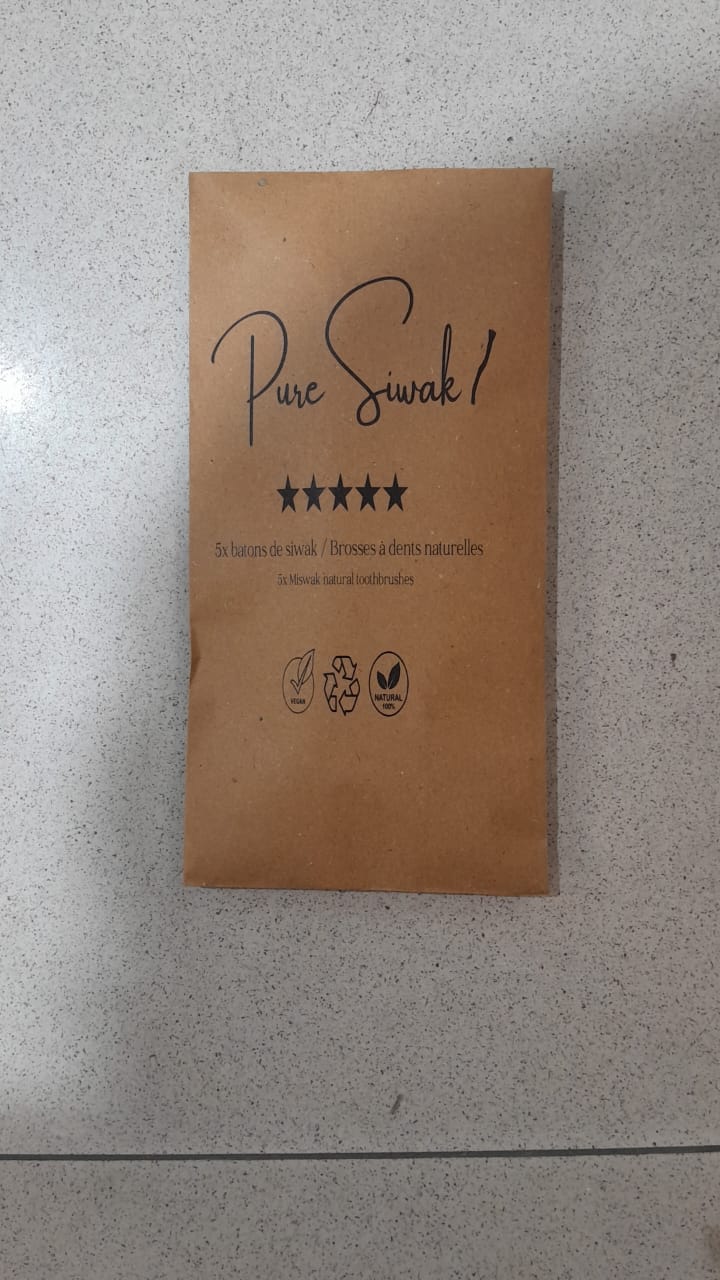 Pure Siwak
5x batons de siwak / Brosses à dents naturelles
5x Miswak natural toothbrushes
VEGAN
NATURAL
100%